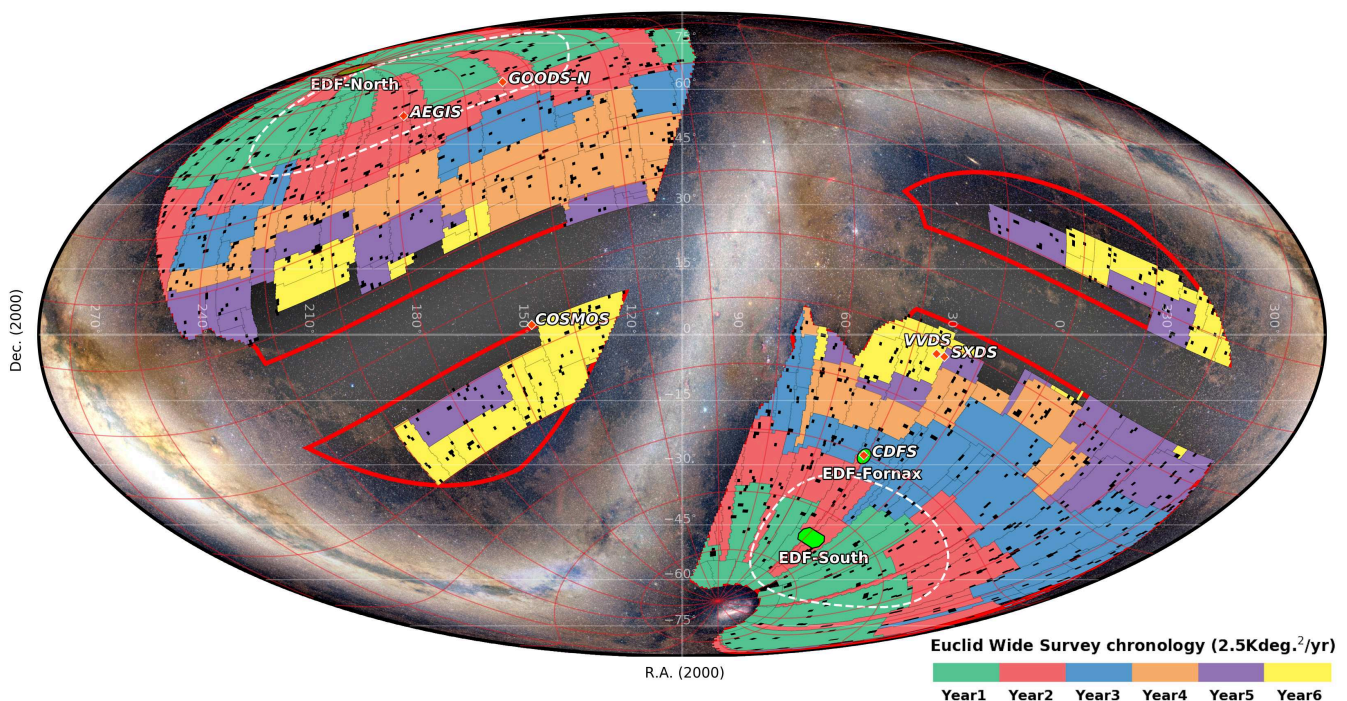 75°
EDF-North
GOODS-N
60°
AEGIS
45°
30°
15°
270°
240°
210°
180°
150°
120°
90°
60°
30°
0°
330°
300°
0°
COSMOS
VVDS
SXDS
Dec. (2000)
−15°
CDFS
−30°
EDF-Fornax
−45°
EDF-South
−60°
−75°
R.A. (2000)
Euclid Wide Survey chronology (2.5Kdeg.²/yr)
Year1 Year2 Year3 Year4 Year5 Year6